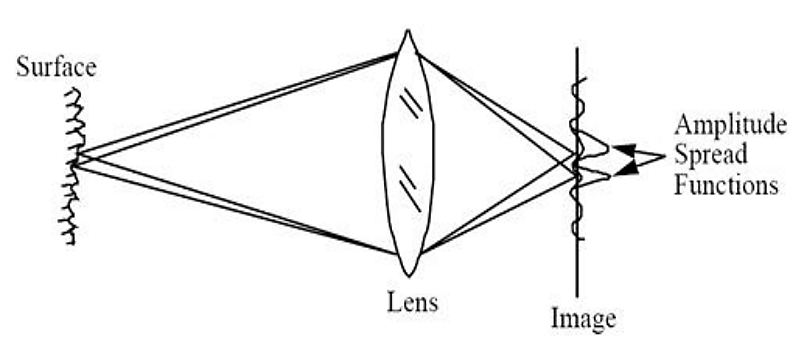 Surface
Amplitude
Spread
Functions
Lens
Image